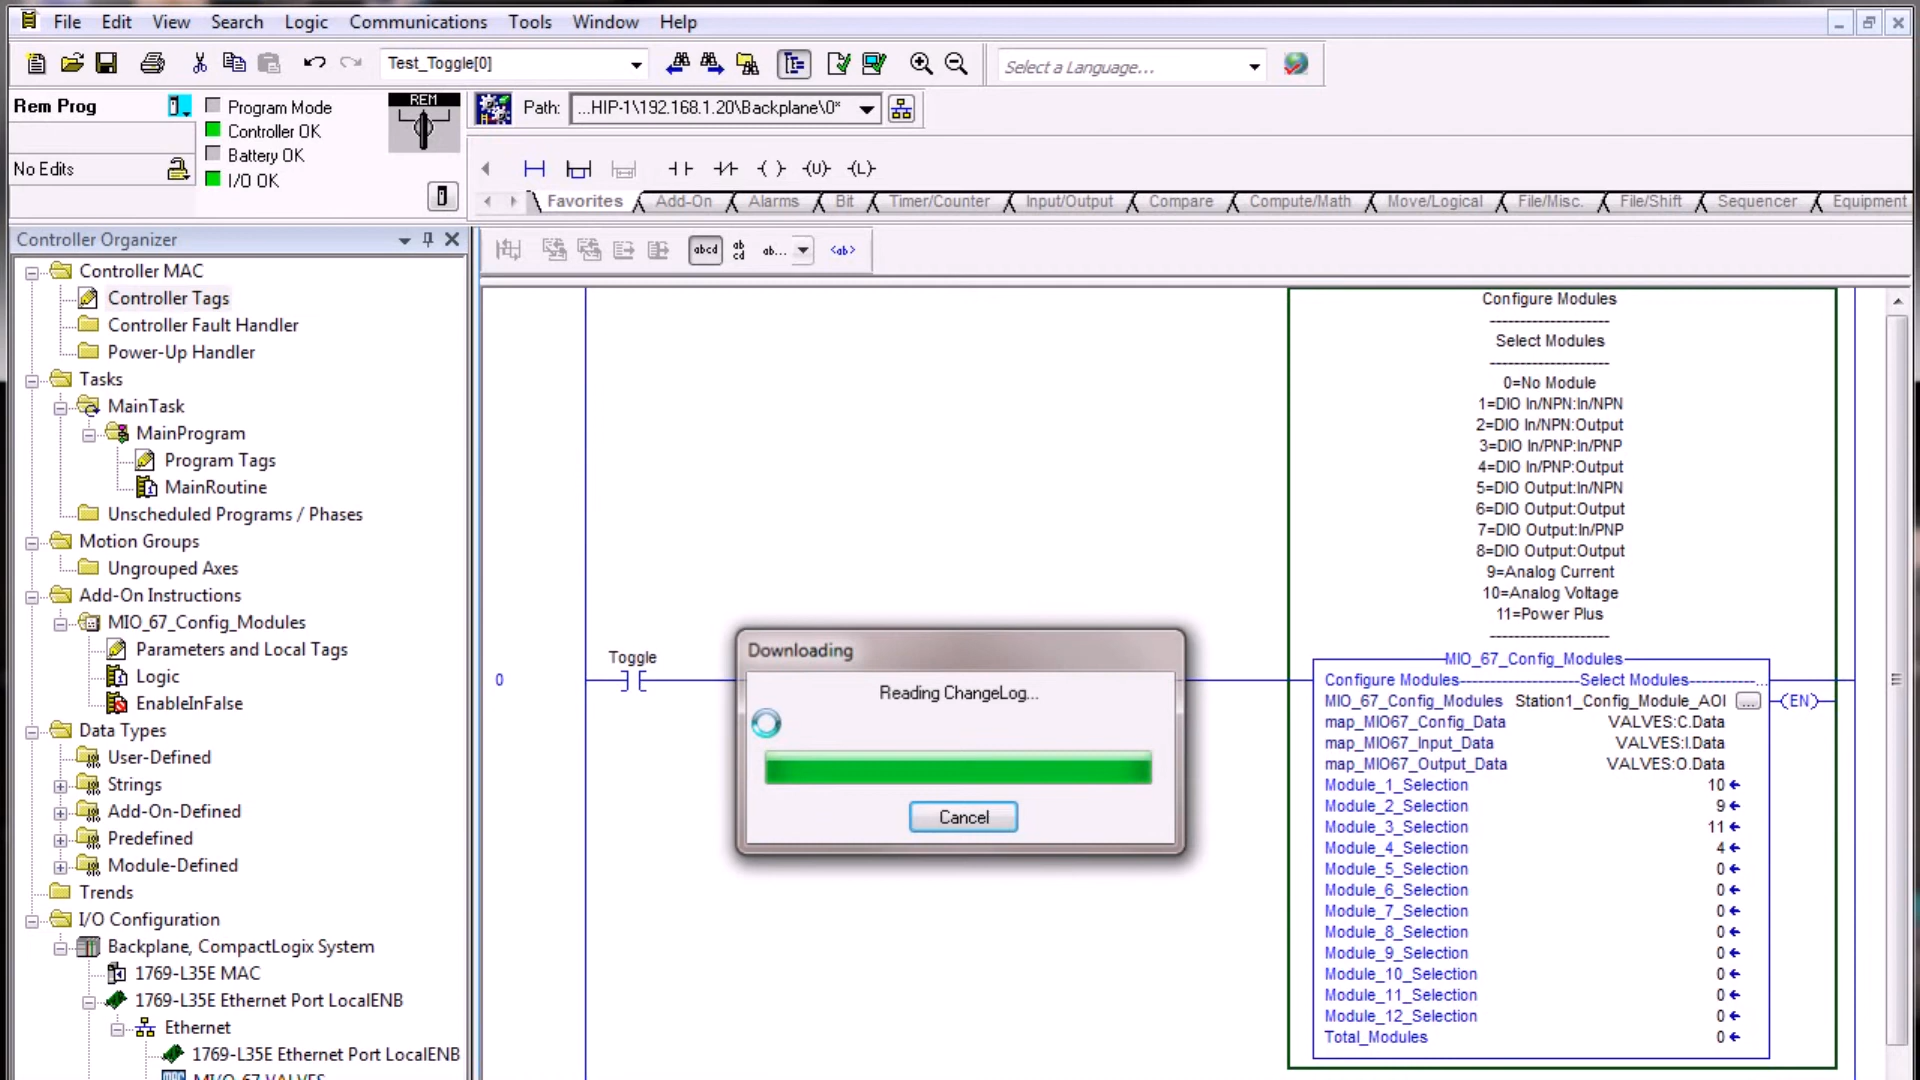 File Edit View Search Logic Communications Tools Window Help
Test_Toggle[0]
Select a Language...
Rem Prog
No Edits
Program Mode
Controller OK
Battery OK
I/O OK
REM
Path: ...HIP-1\192.168.1.20\Backplane\0*
(U) (L)
Favorites Add-On Alarms Bit Timer/Counter Input/Output Compare Compute/Math Move/Logical File/Misc. File/Shift Sequencer Equipment
abcd ab cd ab... <ab>
Controller Organizer
Controller MAC
Controller Tags
Controller Fault Handler
Power-Up Handler
Tasks
MainTask
MainProgram
Program Tags
MainRoutine
Unscheduled Programs / Phases
Motion Groups
Ungrouped Axes
Add-On Instructions
MIO_67_Config_Modules
Parameters and Local Tags
Logic
EnableInFalse
Data Types
User-Defined
Strings
Add-On-Defined
Predefined
Module-Defined
Trends
I/O Configuration
Backplane, CompactLogix System
1769-L35E MAC
1769-L35E Ethernet Port LocalENB
Ethernet
1769-L35E Ethernet Port LocalENB
0
Toggle
Downloading
Reading ChangeLog...
Cancel
Configure Modules
--------------------
Select Modules
--------------------
0=No Module
1=DIO In/NPN:In/NPN
2=DIO In/NPN:Output
3=DIO In/PNP:In/PNP
4=DIO In/PNP:Output
5=DIO Output:In/NPN
6=DIO Output:Output
7=DIO Output:In/PNP
8=DIO Output:Output
9=Analog Current
10=Analog Voltage
11=Power Plus
--------------------
MIO_67_Config_Modules
Configure Modules--------------------Select Modules-----------...
MIO_67_Config_Modules Station1_Config_Module_AOI ... (EN)
map_MIO67_Config_Data VALVES:C.Data
map_MIO67_Input_Data VALVES:I.Data
map_MIO67_Output_Data VALVES:O.Data
Module_1_Selection 10
Module_2_Selection 9
Module_3_Selection 11
Module_4_Selection 4
Module_5_Selection 0
Module_6_Selection 0
Module_7_Selection 0
Module_8_Selection 0
Module_9_Selection 0
Module_10_Selection 0
Module_11_Selection 0
Module_12_Selection 0
Total_Modules 0